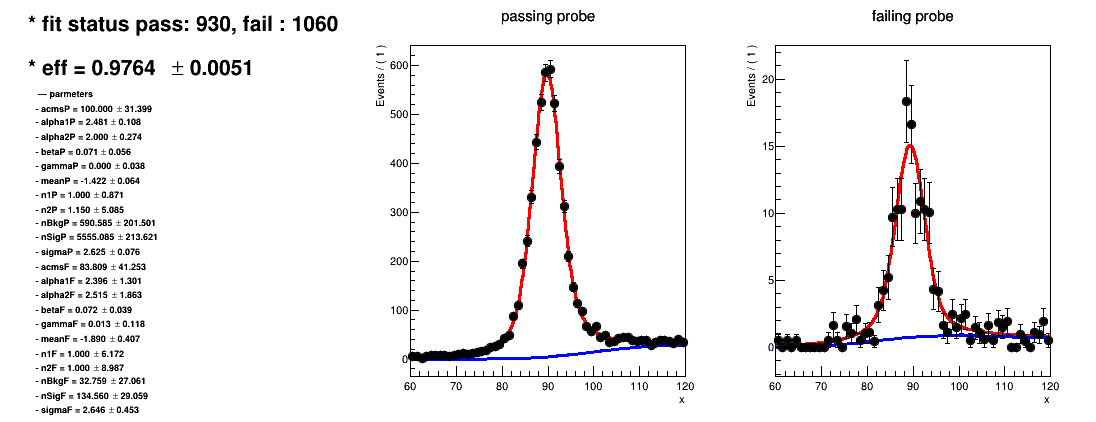 * fit status pass: 930, fail : 1060
* eff = 0.9764 ± 0.0051
--- parmeters
- acmsP = 100.000 ± 31.399
- alpha1P = 2.481 ± 0.108
- alpha2P = 2.000 ± 0.274
- betaP = 0.071 ± 0.056
- gammaP = 0.000 ± 0.038
- meanP = -1.422 ± 0.064
- n1P = 1.000 ± 0.871
- n2P = 1.150 ± 5.085
- nBkgP = 590.585 ± 201.501
- nSigP = 5555.085 ± 213.621
- sigmaP = 2.625 ± 0.076
- acmsF = 83.809 ± 41.253
- alpha1F = 2.396 ± 1.301
- alpha2F = 2.515 ± 1.863
- betaF = 0.072 ± 0.039
- gammaF = 0.013 ± 0.118
- meanF = -1.890 ± 0.407
- n1F = 1.000 ± 6.172
- n2F = 1.000 ± 8.987
- nBkgF = 32.759 ± 27.061
- nSigF = 134.560 ± 29.059
- sigmaF = 2.646 ± 0.453
passing probe
Events / ( 1 )
600
500
400
300
200
100
0
60 70 80 90 100 110 120
x
failing probe
Events / ( 1 )
20
15
10
5
0
60 70 80 90 100 110 120
x